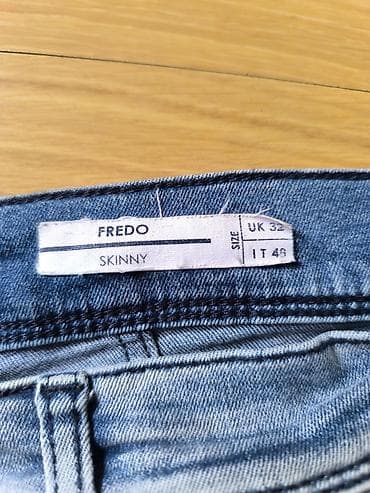 FREDO
SKINNY
SIZE
UK 32
IT 48